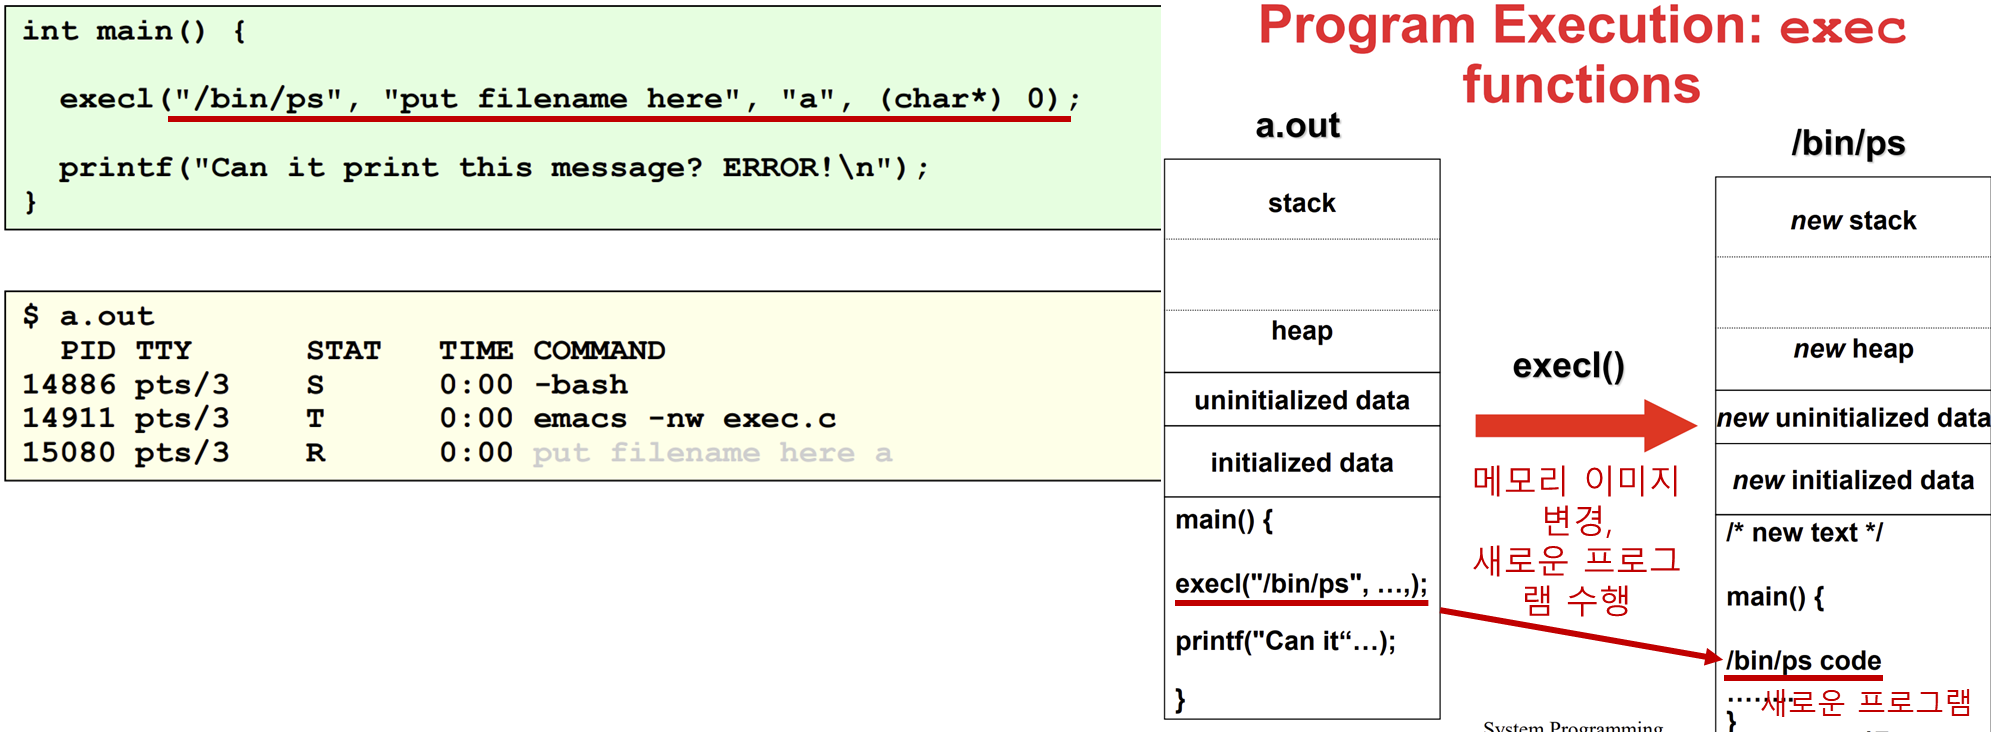 int main() {
execl("/bin/ps", "put filename here", "a", (char*) 0);
printf("Can it print this message? ERROR!\n");
}
$ a.out
PID TTY STAT TIME COMMAND
14886 pts/3 S 0:00 -bash
14911 pts/3 T 0:00 emacs -nw exec.c
15080 pts/3 R 0:00 put filename here a
Program Execution: exec
functions
a.out
stack
heap
uninitialized data
initialized data
main() {
execl("/bin/ps", …,);
printf("Can it“…);
}
execl()
메모리 이미지
변경,
새로운 프로그
램 수행
/bin/ps
new stack
new heap
new uninitialized data
new initialized data
/* new text */
main() {
/bin/ps code
……..
새로운 프로그램
}
System Programming